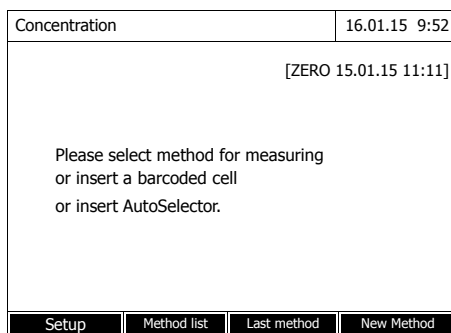 Concentration 16.01.15 9:52
[ZERO 15.01.15 11:11]
Please select method for measuring
or insert a barcoded cell
or insert AutoSelector.
Setup Method list Last method New Method